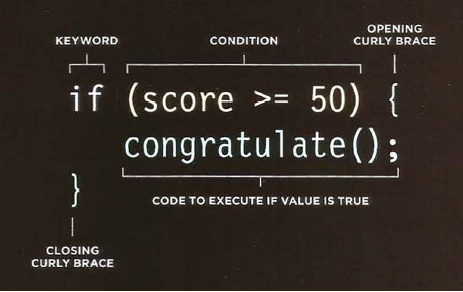 KEYWORD CONDITION OPENING
CURLY BRACE
if (score >= 50) {
congratulate();
}
CODE TO EXECUTE IF VALUE IS TRUE
CLOSING
CURLY BRACE